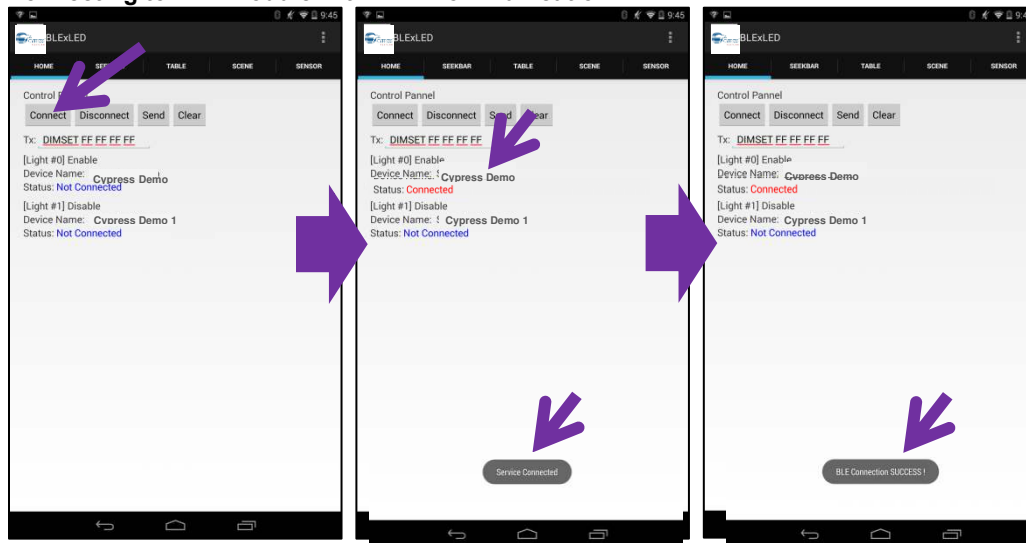 9:45
BLExLED
HOME SEEKBAR TABLE SCENE SENSOR
Control
Connect Disconnect Send Clear
Tx: DIMSET FF FF FF FF
[Light #0] Enable
Device Name: Cypress Demo
Status: Not Connected
[Light #1] Disable
Device Name: Cypress Demo 1
Status: Not Connected
9:45
BLExLED
HOME SEEKBAR TABLE SCENE SENSOR
Control Pannel
Connect Disconnect Send Clear
Tx: DIMSET FF FF FF FF
[Light #0] Enable
Device Name: Cypress Demo
Status: Connected
[Light #1] Disable
Device Name: Cypress Demo 1
Status: Not Connected
Service Connected
BLExLED
HOME SEEKBAR TABLE SCENE SENSOR
Control Pannel
Connect Disconnect Send Clear
Tx: DIMSET FF FF FF FF
[Light #0] Enable
Device Name: Cypress Demo
Status: Connected
[Light #1] Disable
Device Name: Cypress Demo 1
Status: Not Connected
BLE Connection SUCCESS !